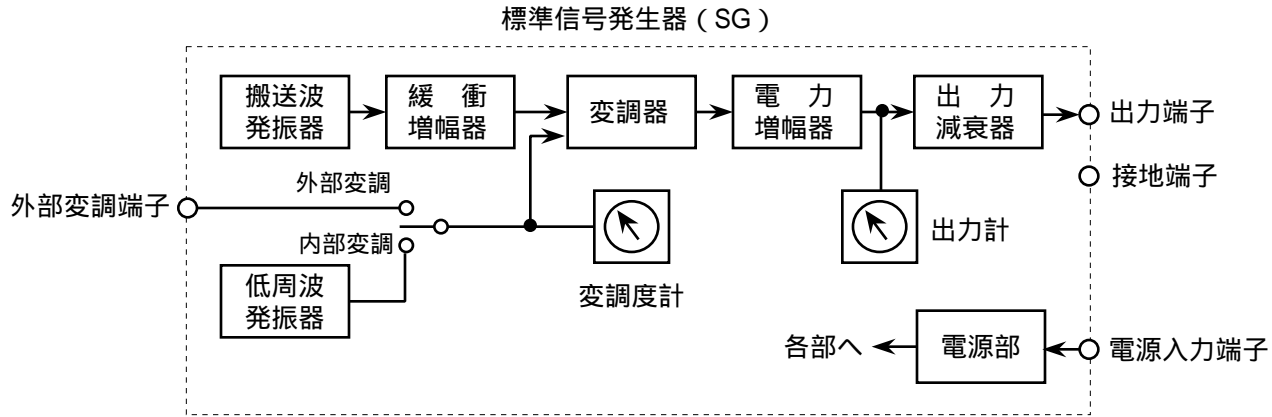 標準信号発生器（SG）
搬送波
発振器
緩　衝
増幅器
変調器
電　力
増幅器
出　力
減衰器
出力端子
接地端子
外部変調端子
外部変調
内部変調
低周波
発振器
変調度計
出力計
各部へ
電源部
電源入力端子